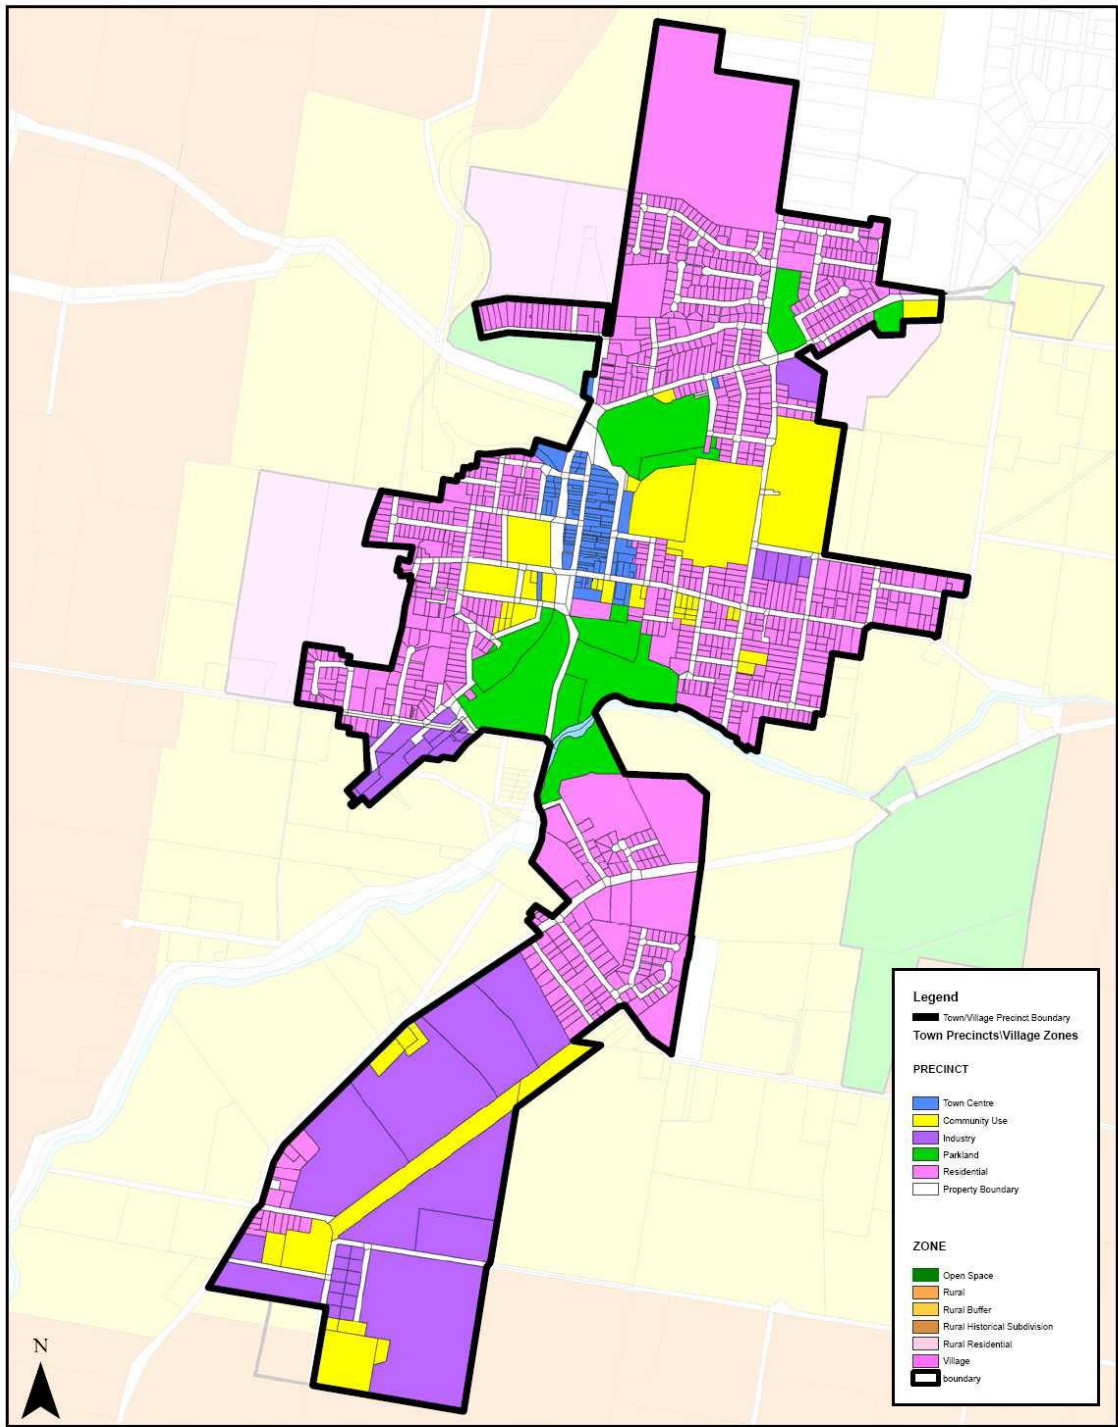 Legend
Town/Village Precinct Boundary
Town Precincts\Village Zones
PRECINCT
Town Centre
Community Use
Industry
Parkland
Residential
Property Boundary
ZONE
Open Space
Rural
Rural Buffer
Rural Historical Subdivision
Rural Residential
Village
boundary
N